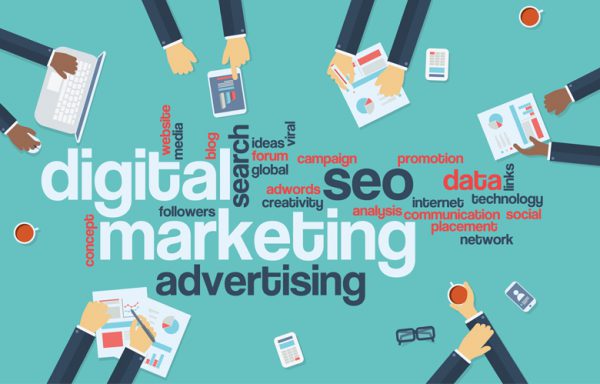 website
media
blog
search
ideas
viral
forum
global
campaign
promotion
digital
adwords
seo
data
links
creativity
internet
technology
followers
analysis
communication
social
concept
marketing
placement
network
advertising